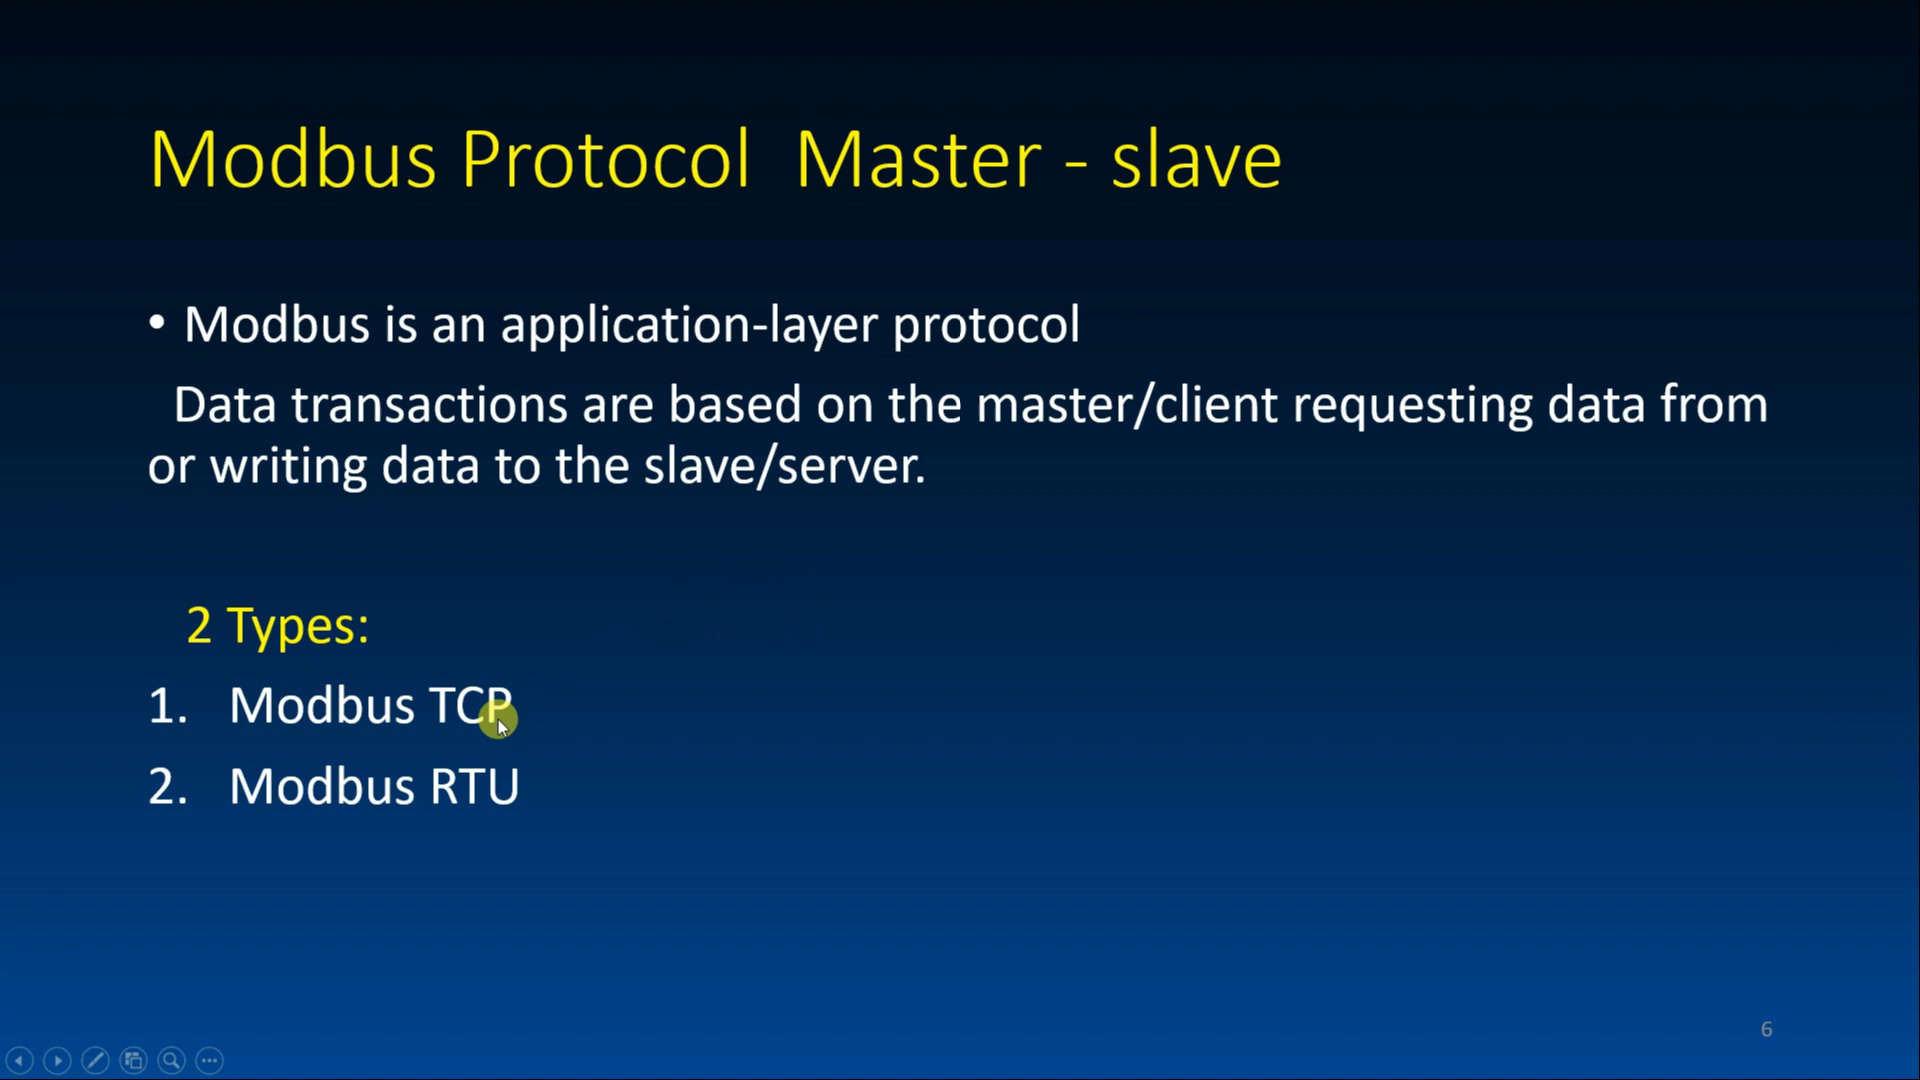 Modbus Protocol  Master - slave
• Modbus is an application-layer protocol
Data transactions are based on the master/client requesting data from
or writing data to the slave/server.
2 Types:
1. Modbus TCP
2. Modbus RTU
6